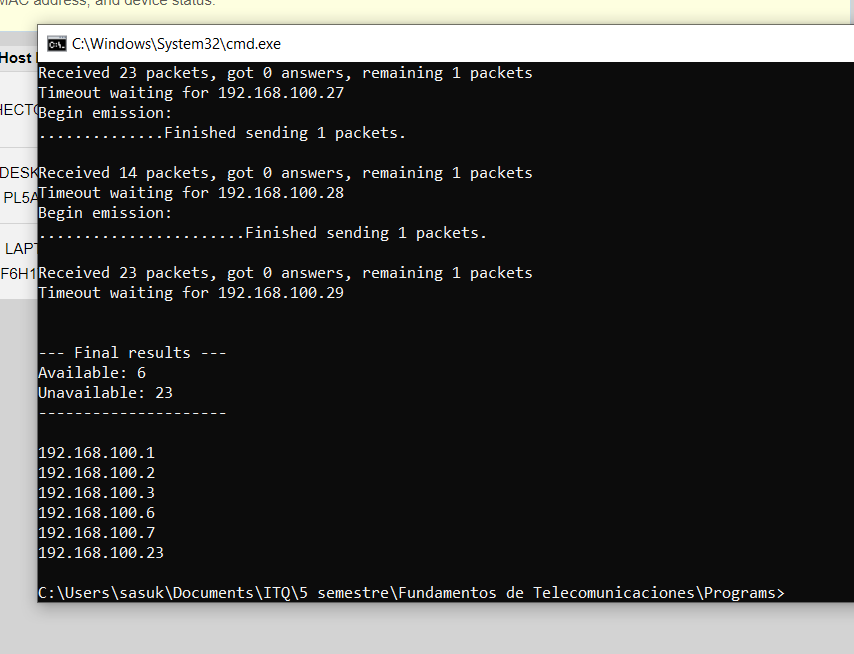 MAC address, and device status.
C:\Windows\System32\cmd.exe
Host
HECTO
DESK
PL5A
LAPT
F6H1
Received 23 packets, got 0 answers, remaining 1 packets
Timeout waiting for 192.168.100.27
Begin emission:
..............Finished sending 1 packets.
Received 14 packets, got 0 answers, remaining 1 packets
Timeout waiting for 192.168.100.28
Begin emission:
.......................Finished sending 1 packets.
Received 23 packets, got 0 answers, remaining 1 packets
Timeout waiting for 192.168.100.29
--- Final results ---
Available: 6
Unavailable: 23
---------------------
192.168.100.1
192.168.100.2
192.168.100.3
192.168.100.6
192.168.100.7
192.168.100.23
C:\Users\sasuk\Documents\ITQ\5 semestre\Fundamentos de Telecomunicaciones\Programs>